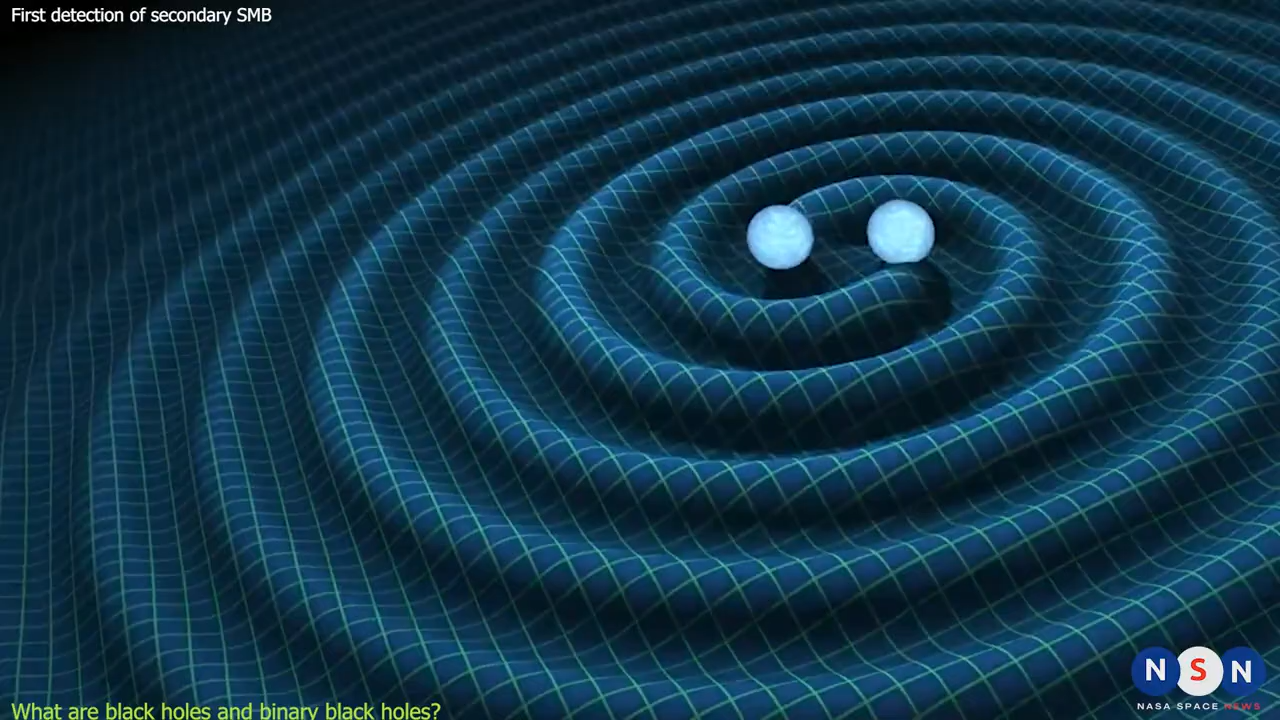 First detection of secondary SMB
NSN
NASA SPACE NEWS
What are black holes and binary black holes?